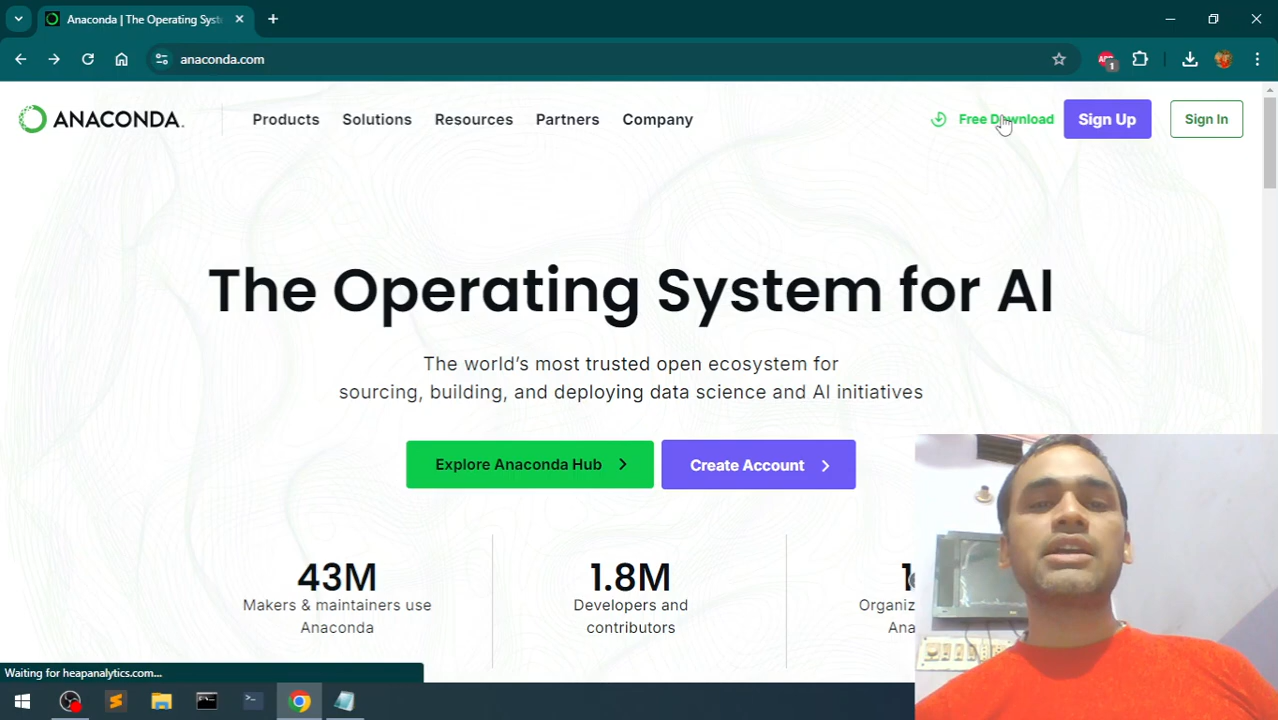 Anaconda | The Operating Syst
anaconda.com
1
ANACONDA.
Products
Solutions
Resources
Partners
Company
Free Download
Sign Up
Sign In
The Operating System for AI
The world's most trusted open ecosystem for
sourcing, building, and deploying data science and AI initiatives
Explore Anaconda Hub
Create Account
43M
Makers & maintainers use
Anaconda
1.8M
Developers and
contributors
Organiz
Ana
Waiting for heapanalytics.com...